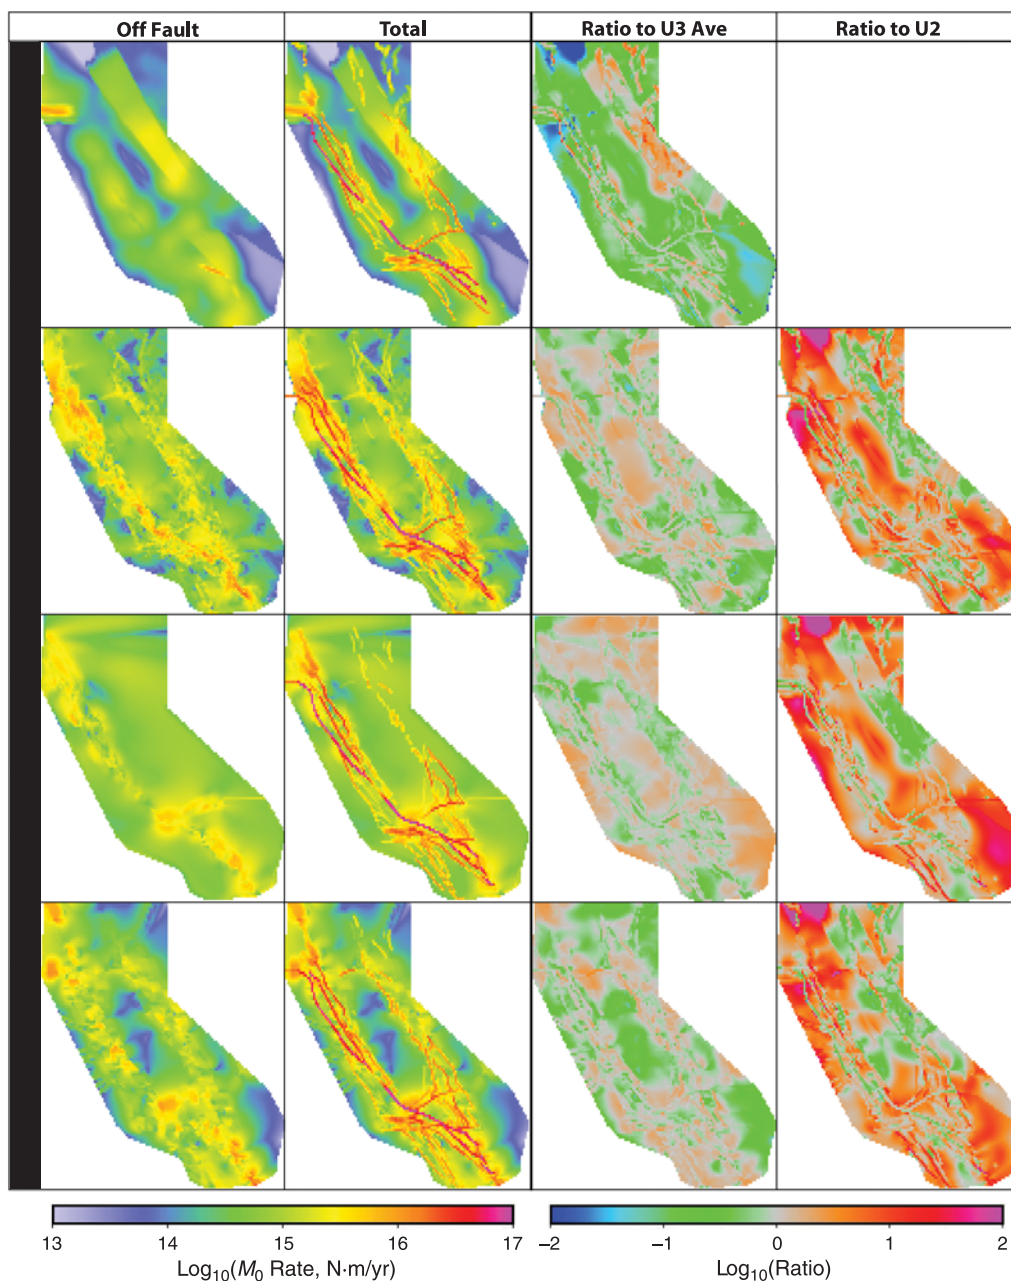 Off Fault Total Ratio to U3 Ave Ratio to U2
13 14 15 16 17 −2 −1 0 1 2
Log₁₀(M₀ Rate, N·m/yr) Log₁₀(Ratio)